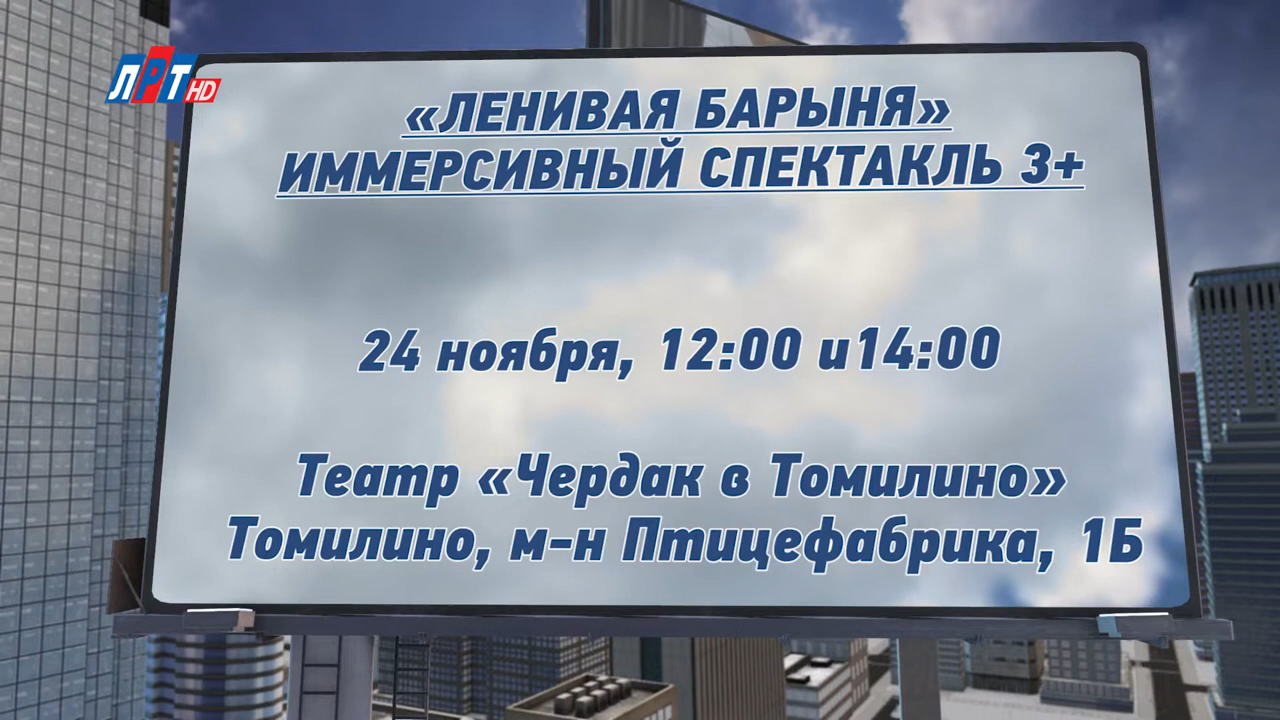 ЛРТ HD
«ЛЕНИВАЯ БАРЫНЯ»
ИММЕРСИВНЫЙ СПЕКТАКЛЬ 3+
24 ноября, 12:00 и14:00
Театр «Чердак в Томилино»
Томилино, м-н Птицефабрика, 1Б